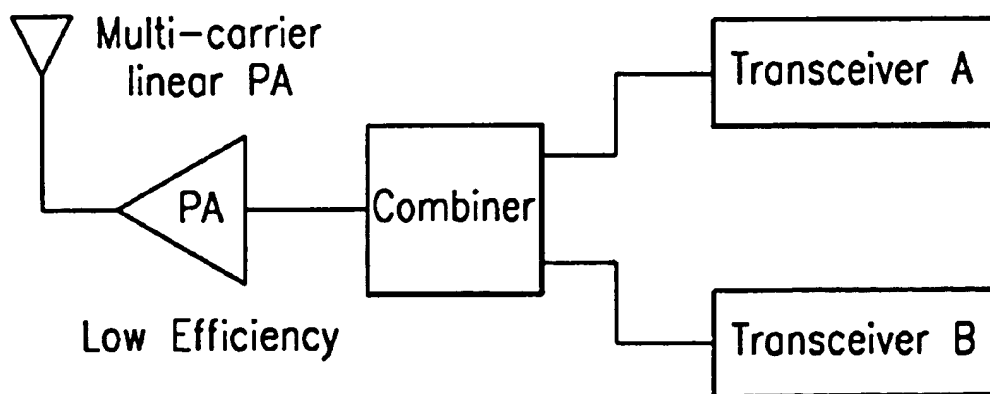 Multi-carrier
linear PA
Transceiver A
PA
Combiner
Low Efficiency
Transceiver B